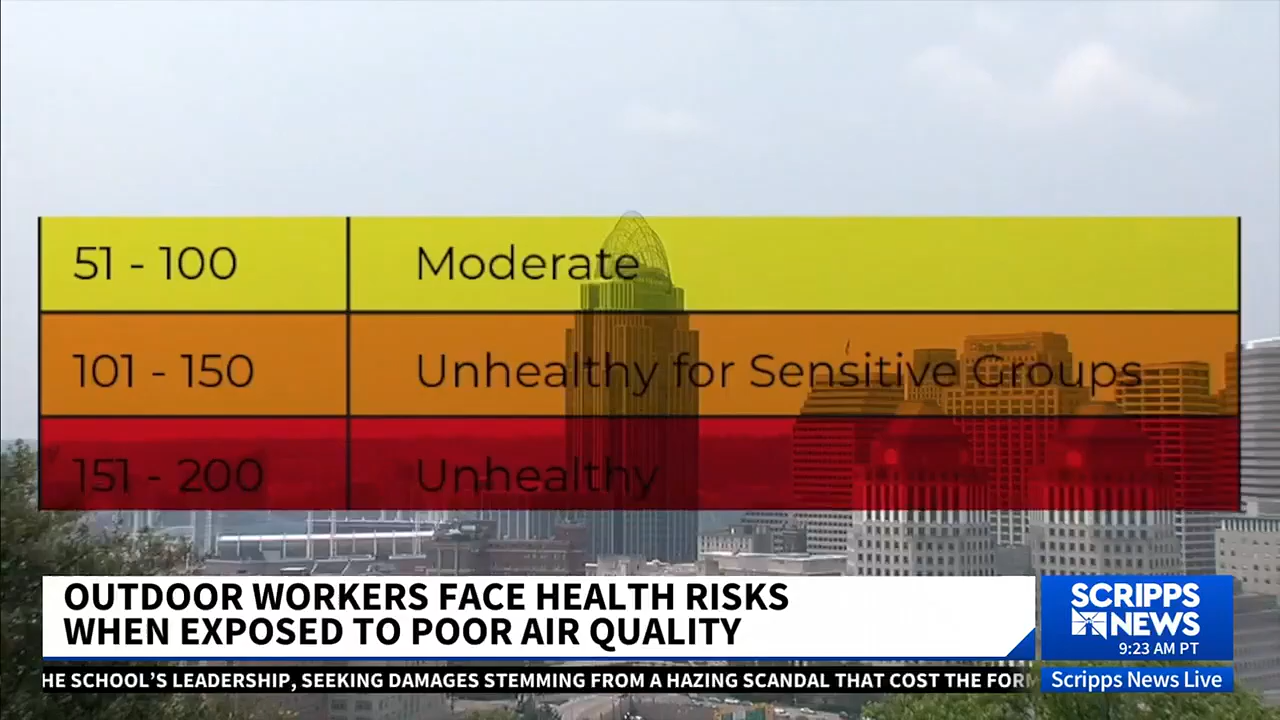 51 - 100 Moderate
101 - 150 Unhealthy for Sensitive Groups
151 - 200 Unhealthy
OUTDOOR WORKERS FACE HEALTH RISKS
WHEN EXPOSED TO POOR AIR QUALITY
SCRIPPS
NEWS
9:23 AM PT
HE SCHOOL'S LEADERSHIP, SEEKING DAMAGES STEMMING FROM A HAZING SCANDAL THAT COST THE FORM
Scripps News Live